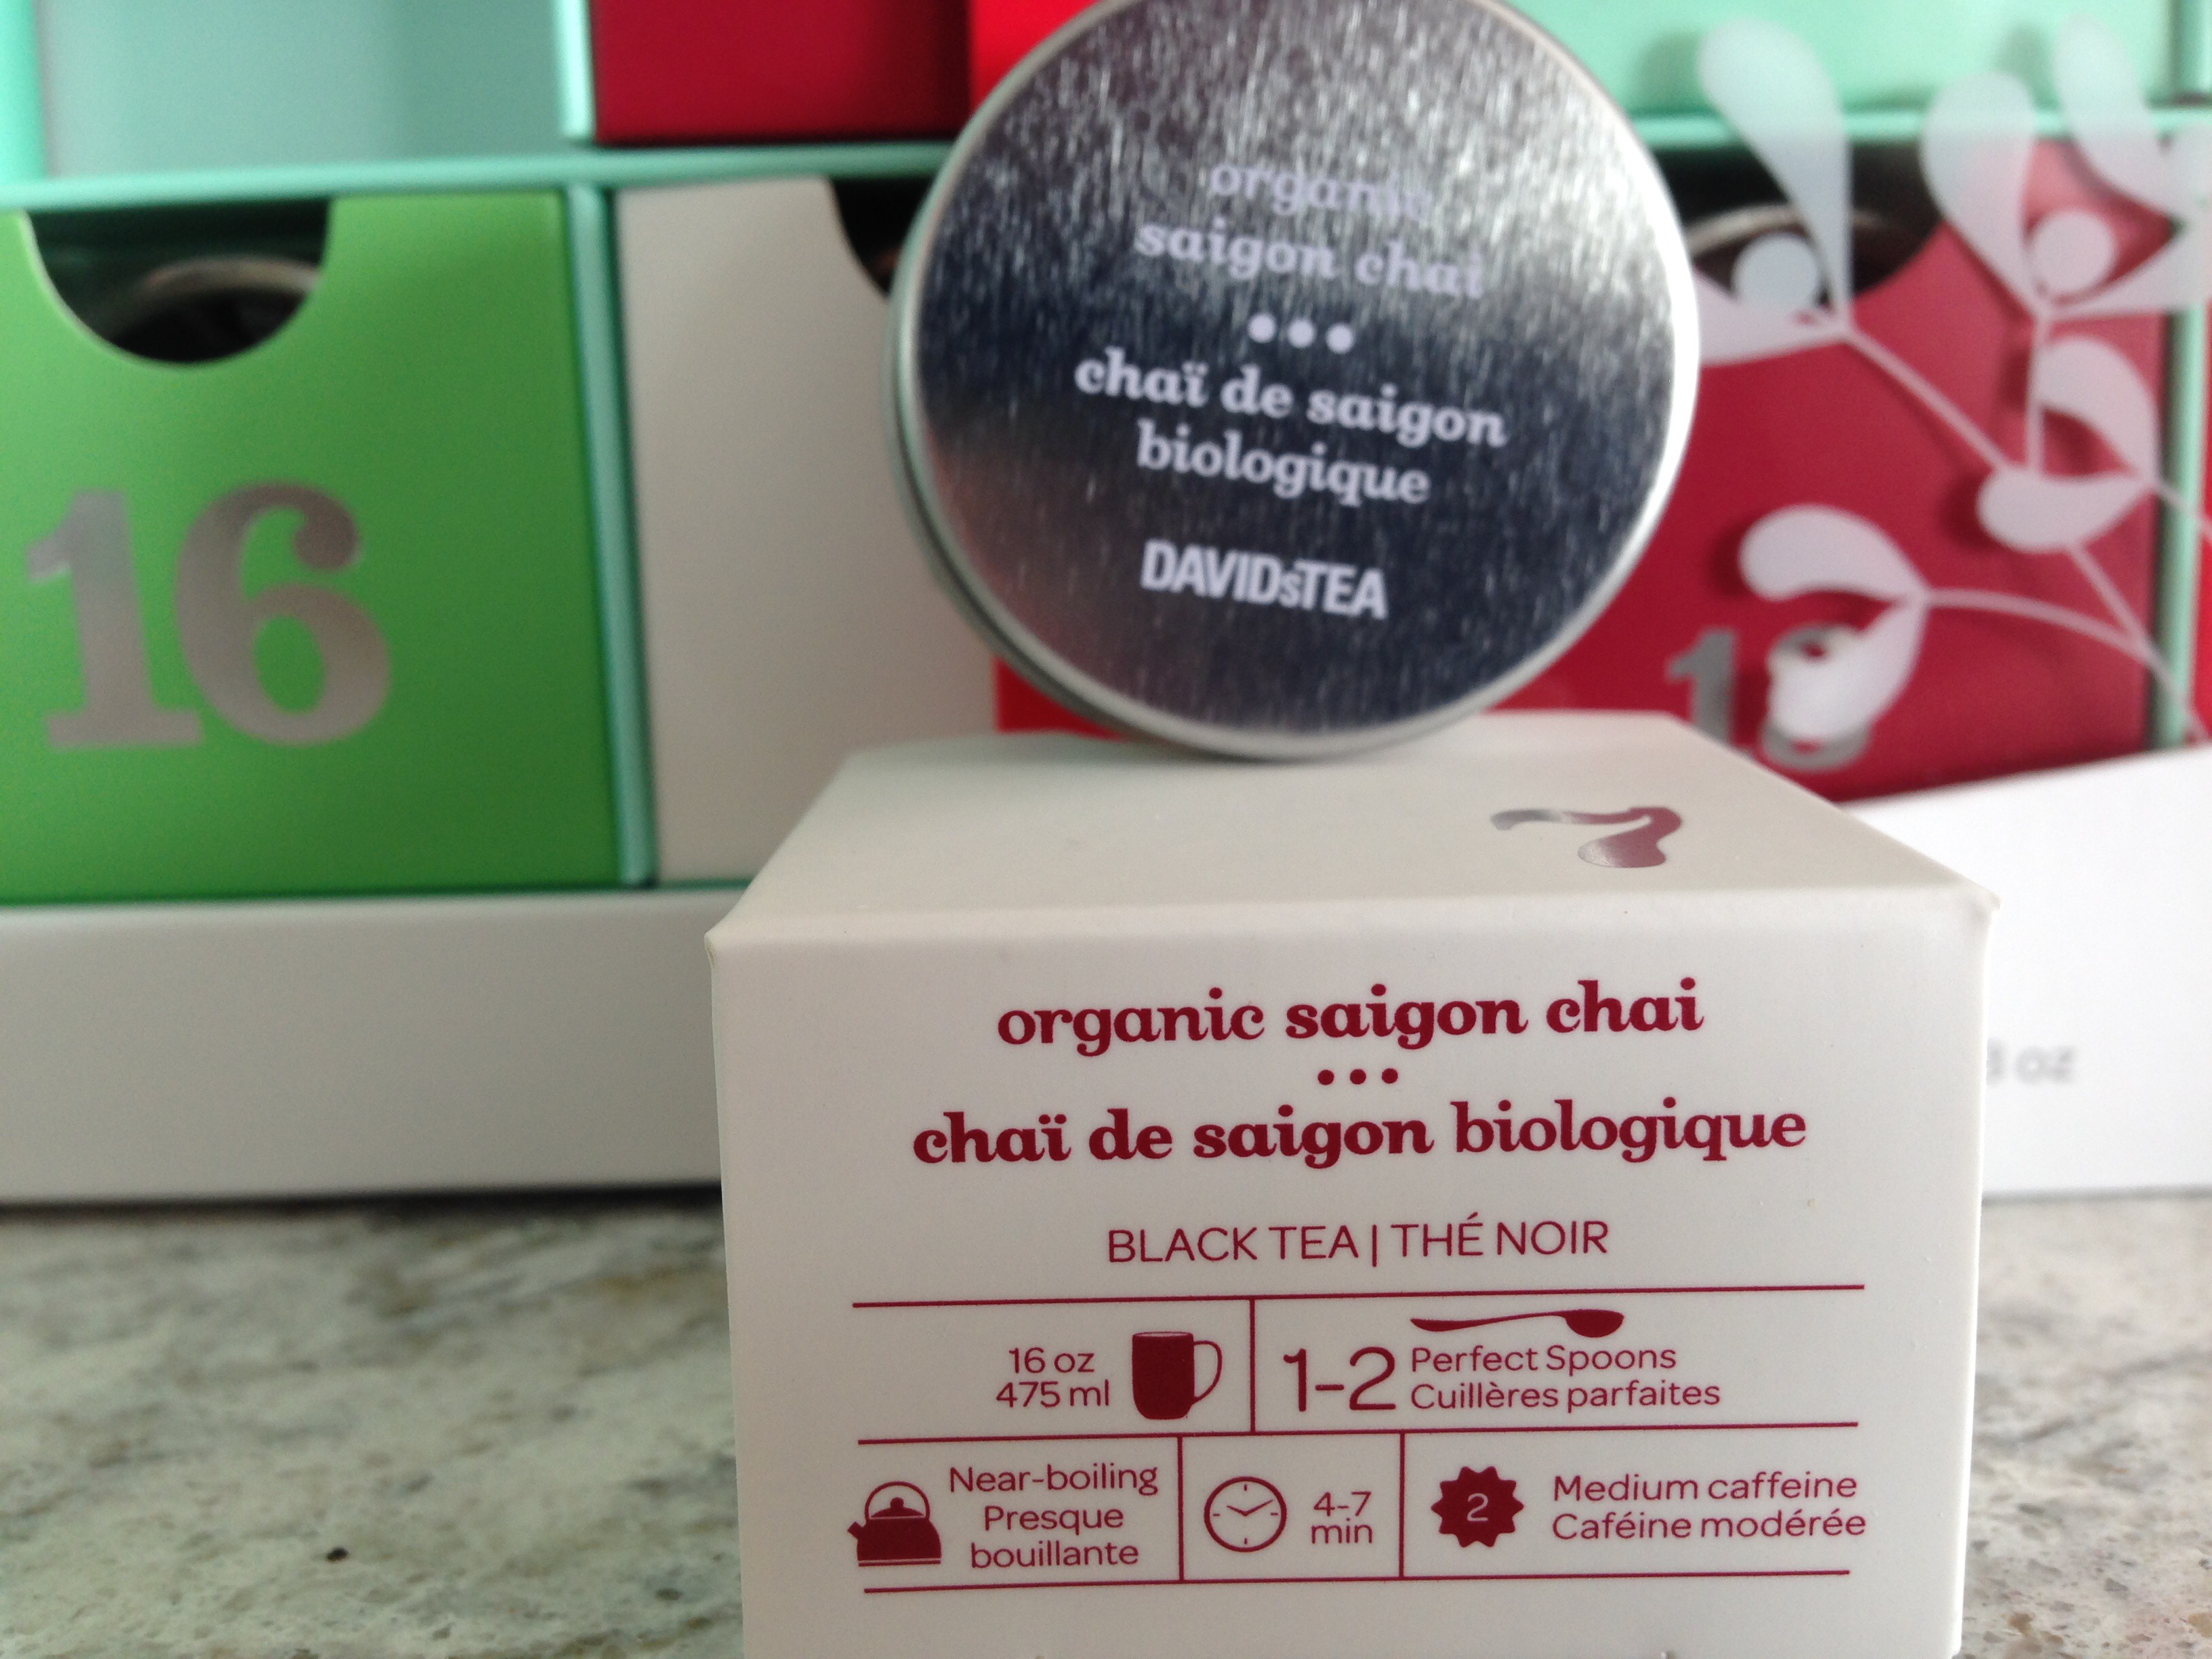 organic
saigon chai
•••
chaï de saigon
biologique
DAVIDsTEA
16
18
7
organic saigon chai
•••
chaï de saigon biologique
BLACK TEA | THÉ NOIR
16 oz
475 ml
1-2
Perfect Spoons
Cuillères parfaites
Near-boiling
Presque
bouillante
4-7
min
2
Medium caffeine
Caféine modérée
oz